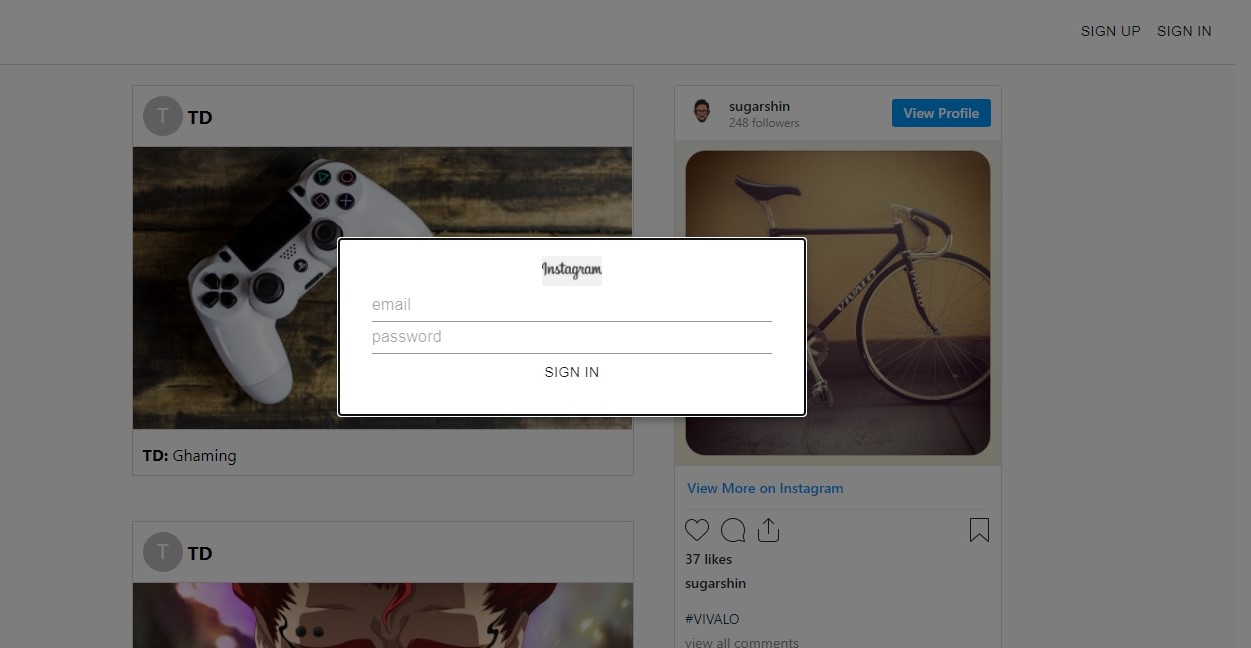 SIGN UP SIGN IN
T TD
sugarshin
248 followers
View Profile
VIVALO
Instagram
email
password
SIGN IN
TD: Ghaming
View More on Instagram
37 likes
sugarshin
#VIVALO
view all comments
T TD